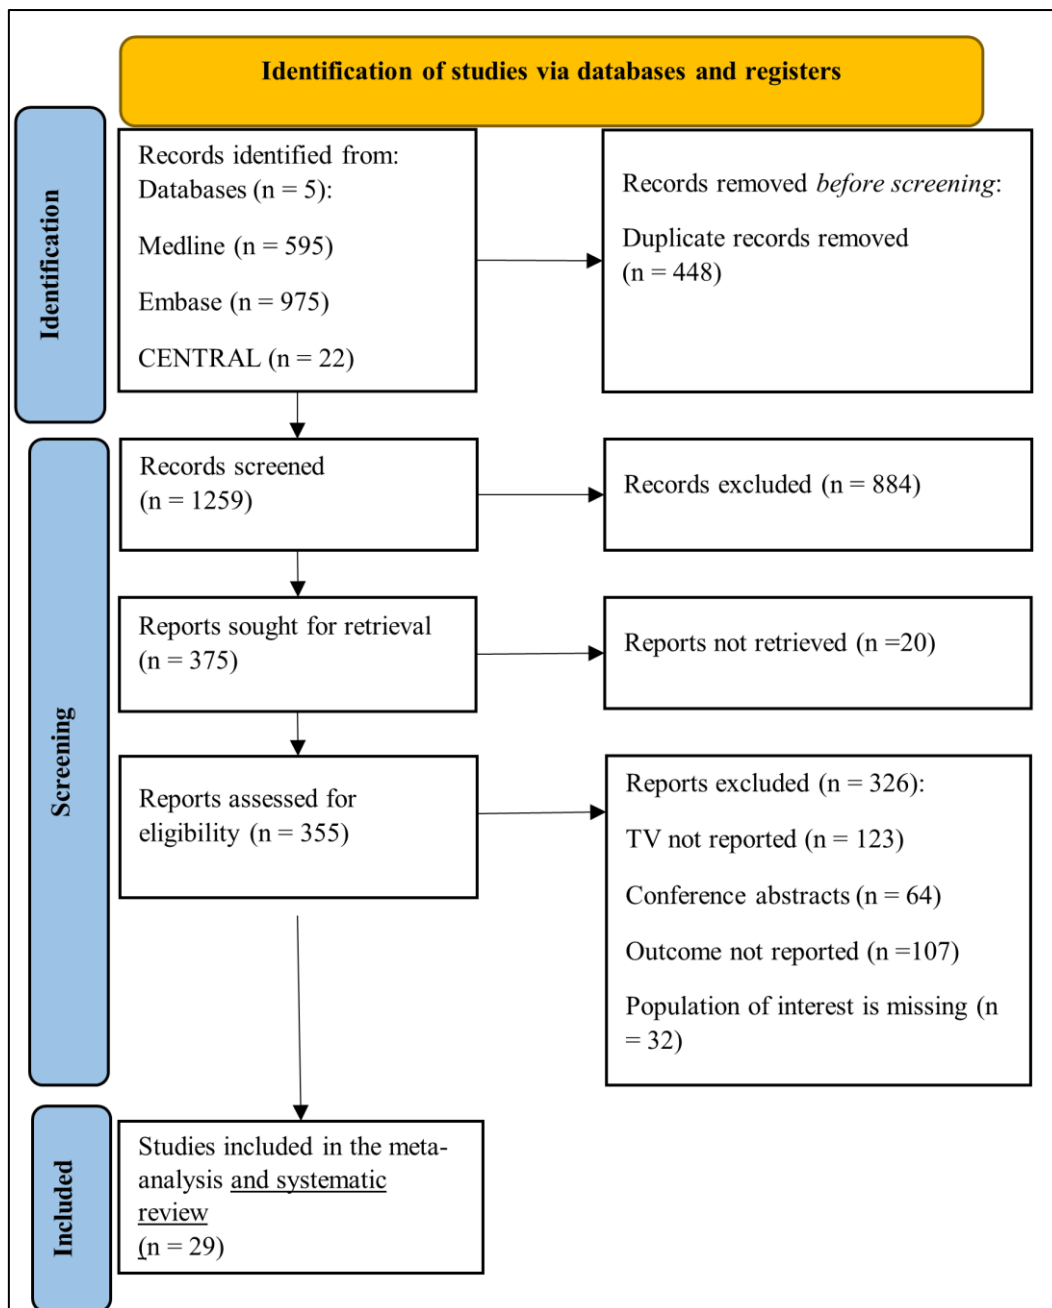 Identification of studies via databases and registers
Identification
Records identified from:
Databases (n = 5):
Medline (n = 595)
Embase (n = 975)
CENTRAL (n = 22)
Records removed before screening:
Duplicate records removed
(n = 448)
Screening
Records screened
(n = 1259)
Records excluded (n = 884)
Reports sought for retrieval
(n = 375)
Reports not retrieved (n =20)
Reports assessed for
eligibility (n = 355)
Reports excluded (n = 326):
TV not reported (n = 123)
Conference abstracts (n = 64)
Outcome not reported (n =107)
Population of interest is missing (n
= 32)
Included
Studies included in the meta-
analysis and systematic
review
(n = 29)